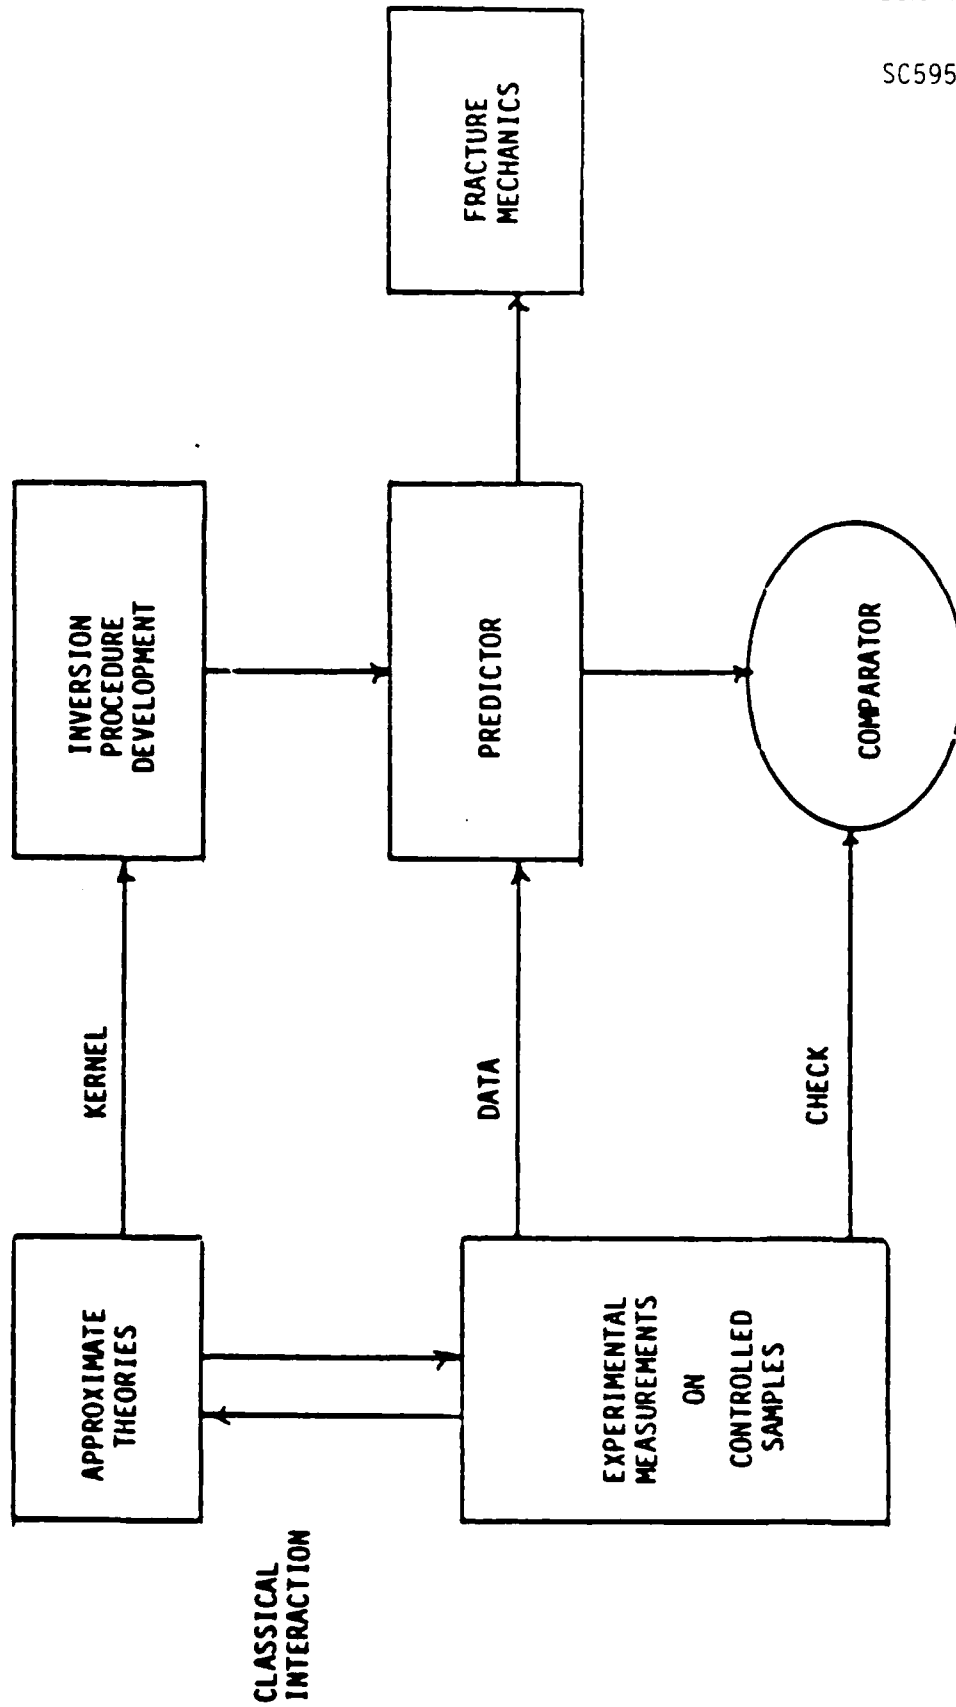 SC595
CLASSICAL
INTERACTION
APPROXIMATE
THEORIES
KERNEL
INVERSION
PROCEDURE
DEVELOPMENT
EXPERIMENTAL
MEASUREMENTS
ON
CONTROLLED
SAMPLES
DATA
PREDICTOR
FRACTURE
MECHANICS
CHECK
COMPARATOR